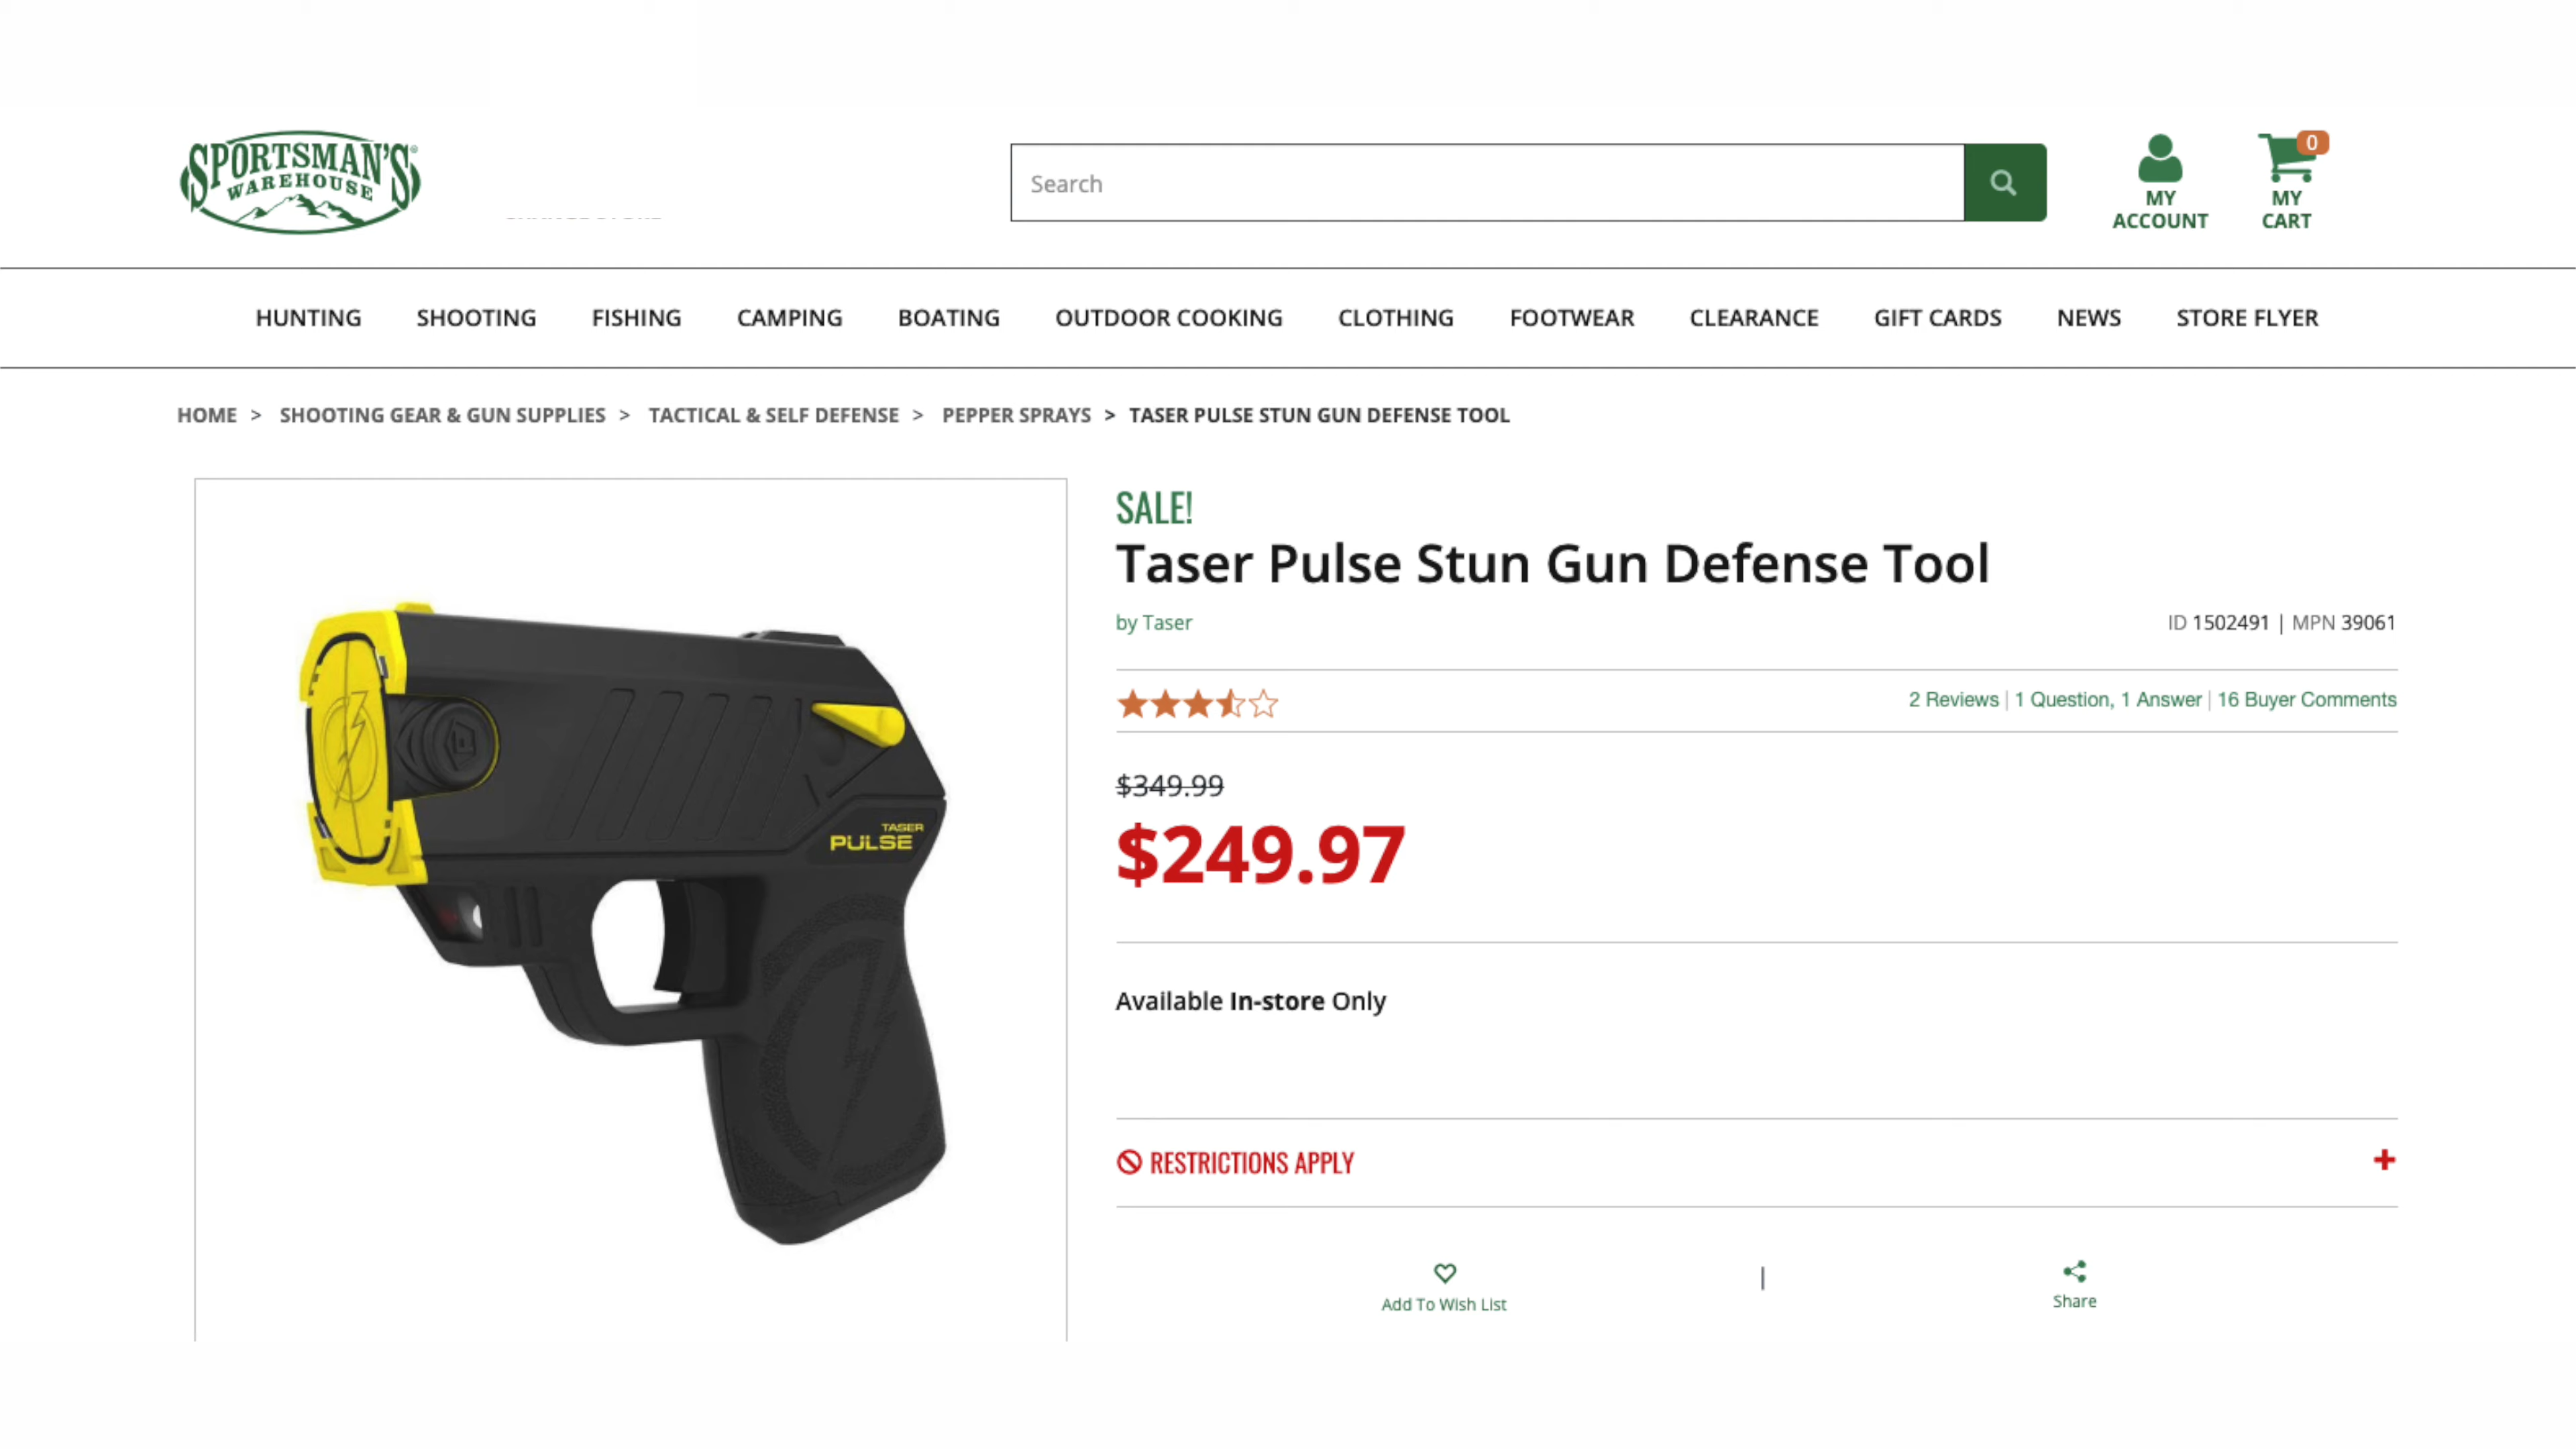 SPORTSMAN'S
WAREHOUSE
Search
0
MY ACCOUNT
MY CART
HUNTING SHOOTING FISHING CAMPING BOATING OUTDOOR COOKING CLOTHING FOOTWEAR CLEARANCE GIFT CARDS NEWS STORE FLYER
HOME > SHOOTING GEAR & GUN SUPPLIES > TACTICAL & SELF DEFENSE > PEPPER SPRAYS > TASER PULSE STUN GUN DEFENSE TOOL
SALE!
Taser Pulse Stun Gun Defense Tool
by Taser
ID 1502491 | MPN 39061
2 Reviews | 1 Question, 1 Answer | 16 Buyer Comments
$349.99
$249.97
TASER
PULSE
Available In-store Only
RESTRICTIONS APPLY +
Add To Wish List | Share